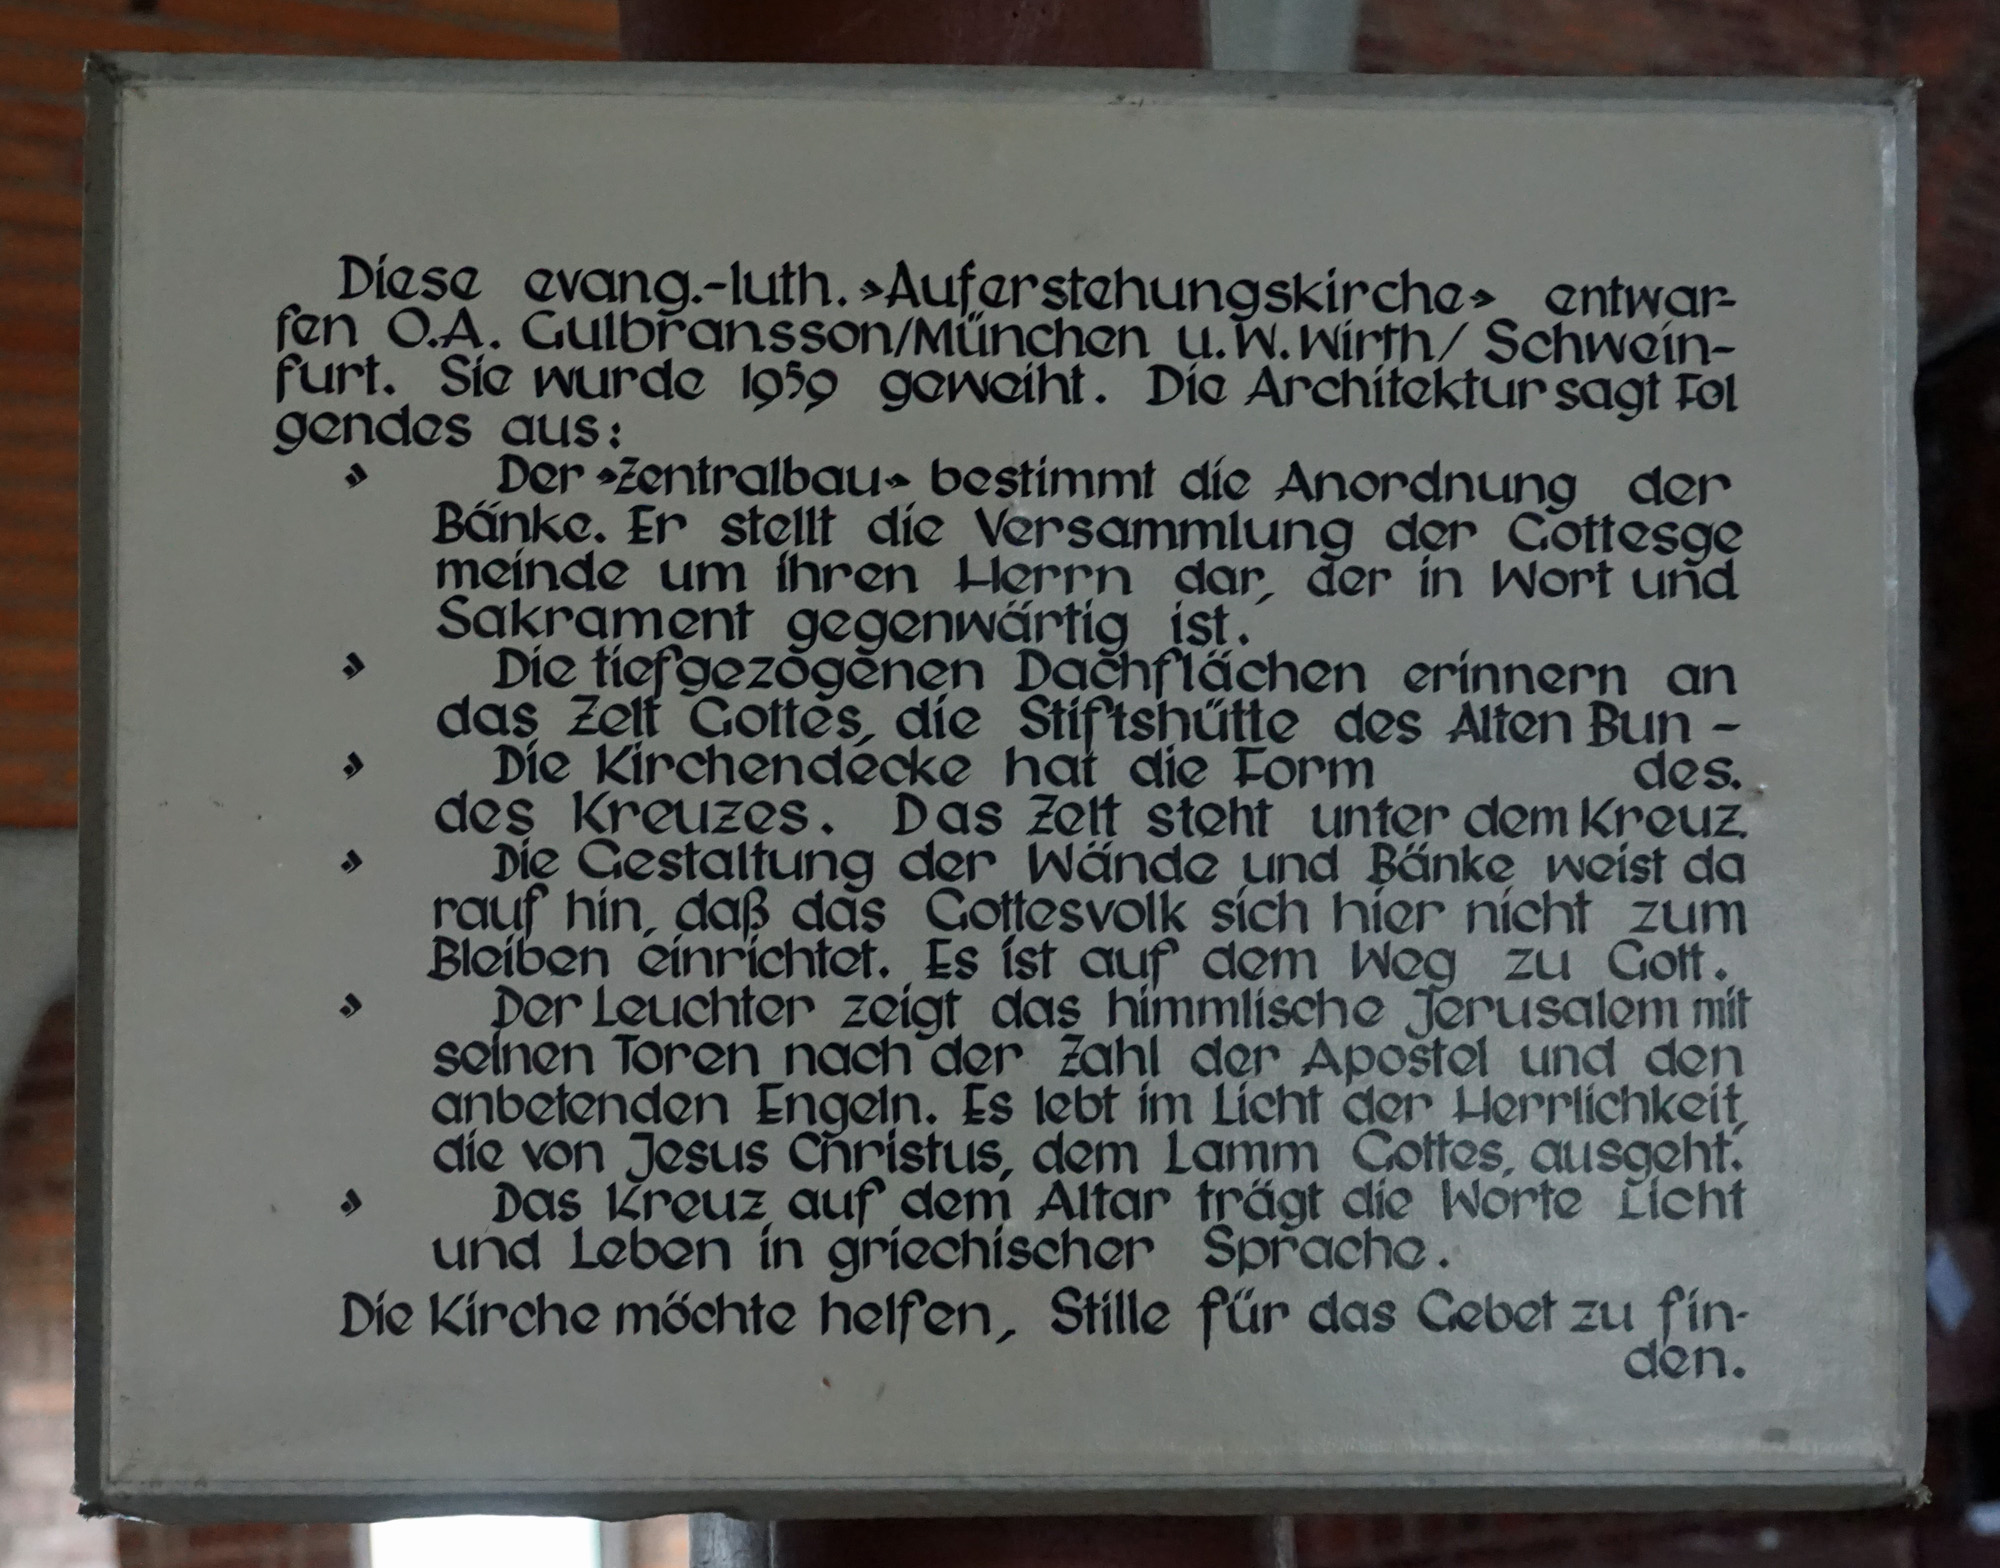 Diese evang.-luth. »Auferstehungskirche» entwar-
fen O.A. Gulbransson/München u. W. Wirth/ Schwein-
furt. Sie wurde 1959 geweiht. Die Architektur sagt Fol
gendes aus:
» Der »Zentralbau» bestimmt die Anordnung der
Bänke. Er stellt die Versammlung der Gottesge
meinde um ihren Herrn dar, der in Wort und
Sakrament gegenwärtig ist.
» Die tiefgezogenen Dachflächen erinnern an
das Zelt Gottes, die Stiftshütte des Alten Bun -
des.
» Die Kirchendecke hat die Form
des Kreuzes. Das Zelt steht unter dem Kreuz.
» Die Gestaltung der Wände und Bänke weist da
rauf hin, daß das Gottesvolk sich hier nicht zum
Bleiben einrichtet. Es ist auf dem Weg zu Gott.
» Der Leuchter zeigt das himmlische Jerusalem mit
seinen Toren nach der Zahl der Apostel und den
anbetenden Engeln. Es lebt im Licht der Herrlichkeit,
die von Jesus Christus, dem Lamm Gottes, ausgeht.
» Das Kreuz auf dem Altar trägt die Worte Licht
und Leben in griechischer Sprache.
Die Kirche möchte helfen, Stille für das Gebet zu fin-
den.